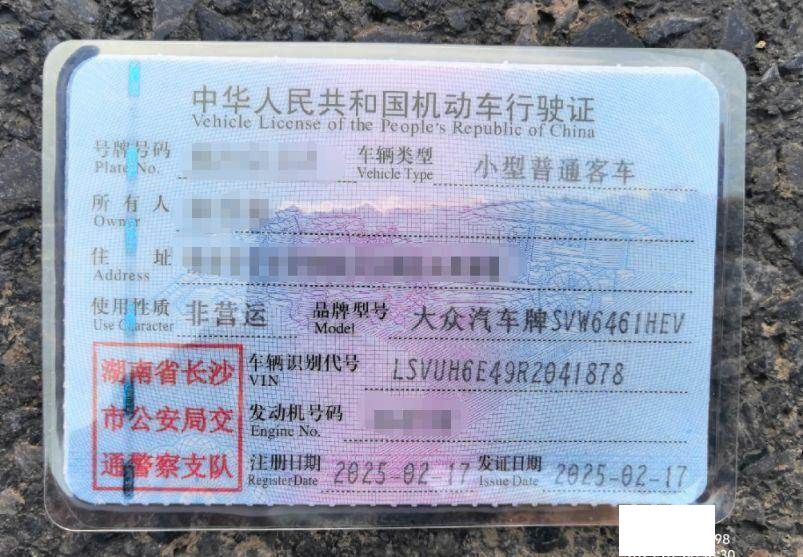 中华人民共和国机动车行驶证
Vehicle License of the People's Republic of China
号牌号码 车辆类型 小型普通客车
Plate No. Vehicle Type
所有人
Owner
住址
Address
使用性质 非营运 品牌型号 大众汽车牌SVW6461HEV
Use Character Model
湖南省长沙 车辆识别代号 LSVUH6E49R2041878
VIN
市公安局交 发动机号码
Engine No.
通警察支队 注册日期 2025-02-17 发证日期 2025-02-17
Register Date Issue Date
98
:30